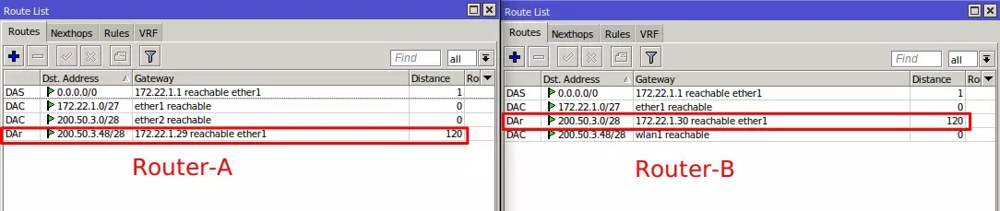 Route List
Routes Nexthops Rules VRF
Find all
Dst. Address Gateway Distance Ro
DAS 0.0.0.0/0 172.22.1.1 reachable ether1 1
DAC 172.22.1.0/27 ether1 reachable 0
DAC 200.50.3.0/28 ether2 reachable 0
DAr 200.50.3.48/28 172.22.1.29 reachable ether1 120
Router-A
Route List
Routes Nexthops Rules VRF
Find all
Dst. Address Gateway Distance Ro
DAS 0.0.0.0/0 172.22.1.1 reachable ether1 1
DAC 172.22.1.0/27 ether1 reachable 0
DAr 200.50.3.0/28 172.22.1.30 reachable ether1 120
DAC 200.50.3.48/28 wlan1 reachable 0
Router-B